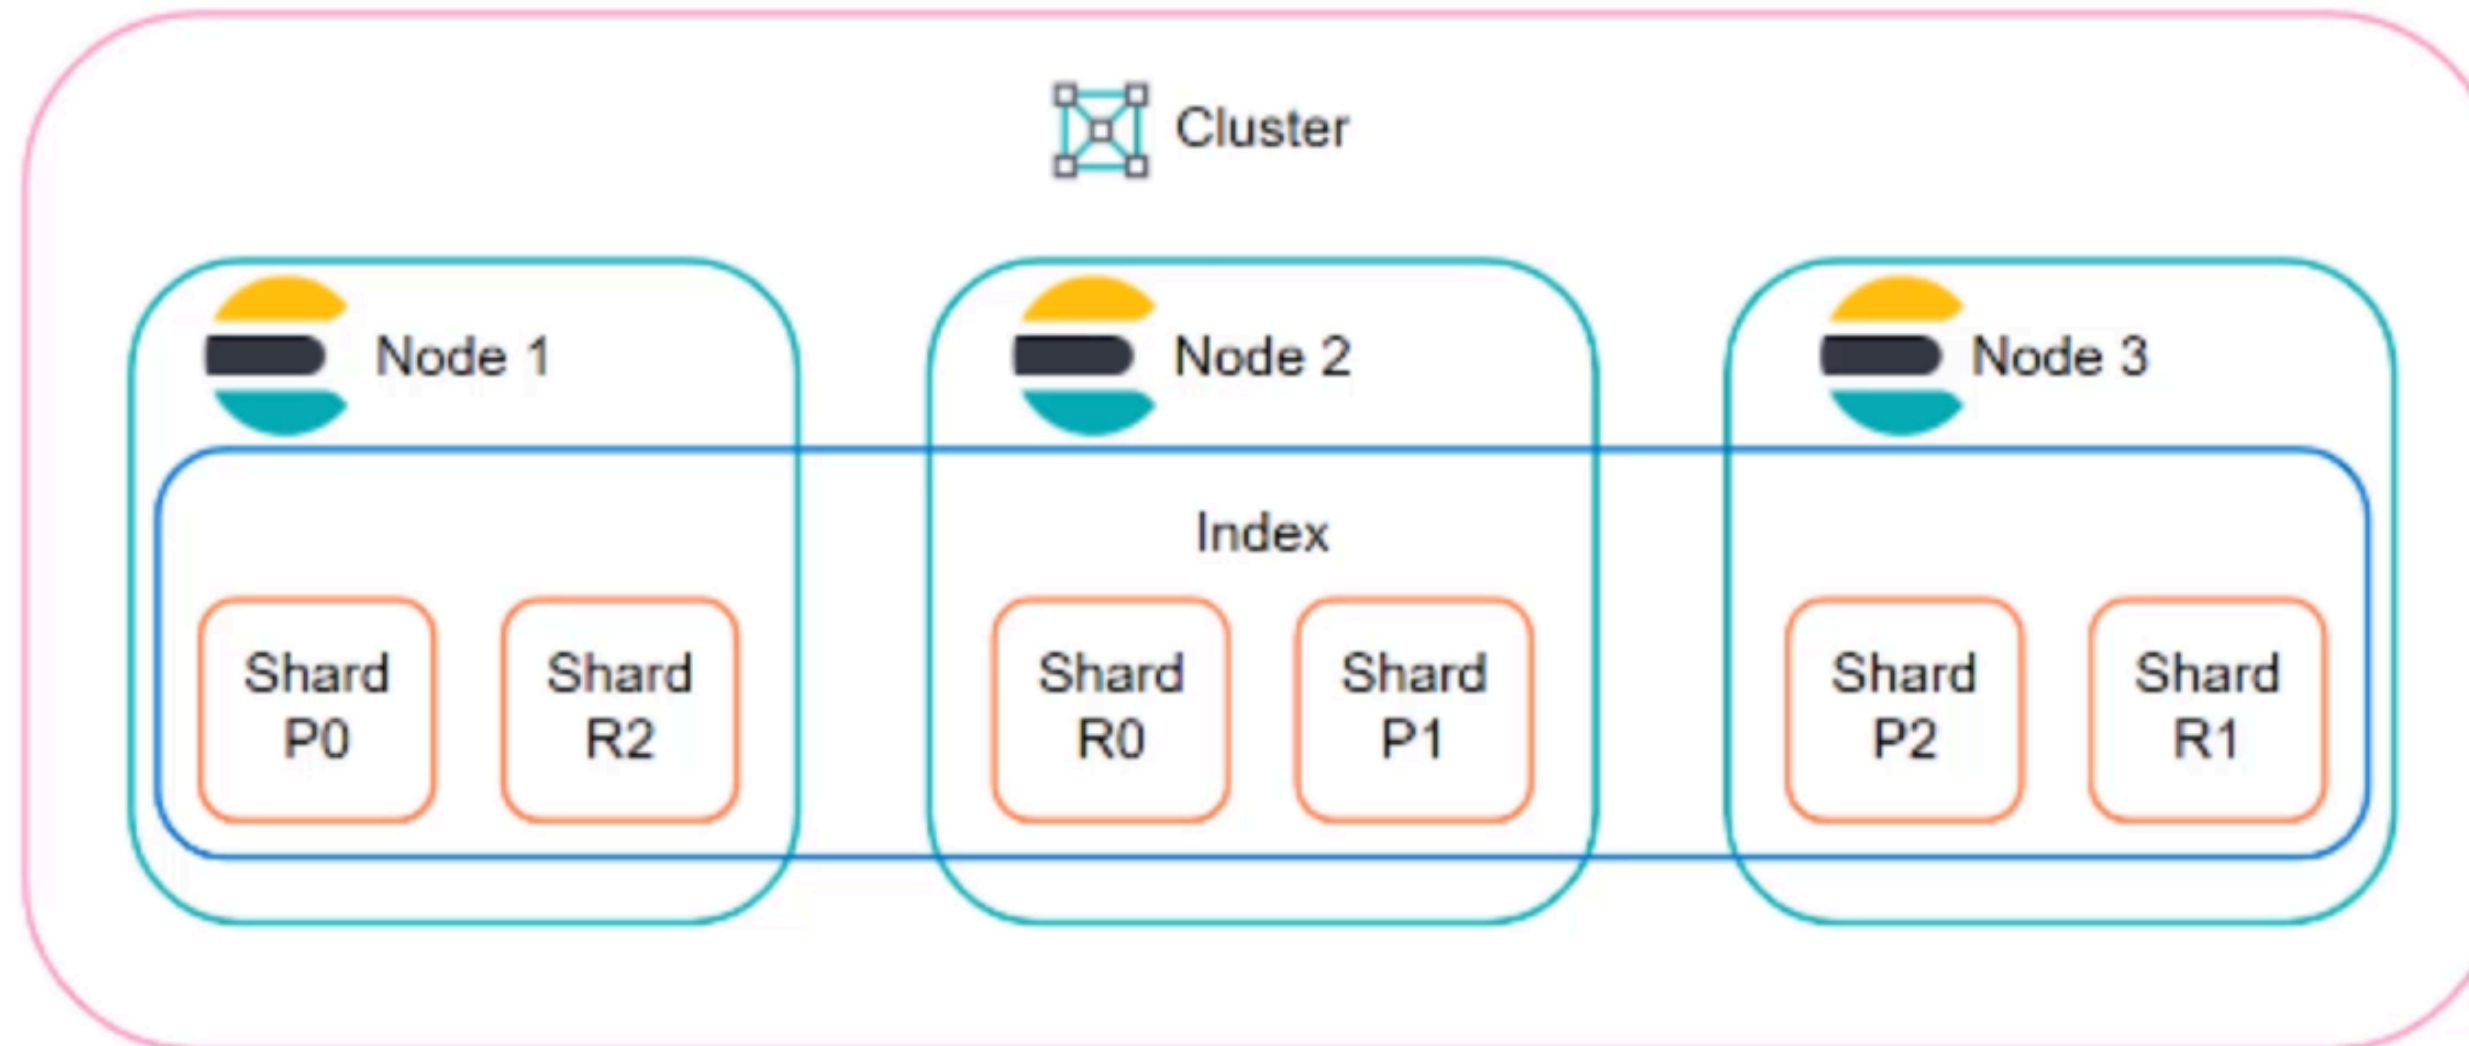 Cluster
Node 1
Node 2
Node 3
Index
Shard
P0
Shard
R2
Shard
R0
Shard
P1
Shard
P2
Shard
R1